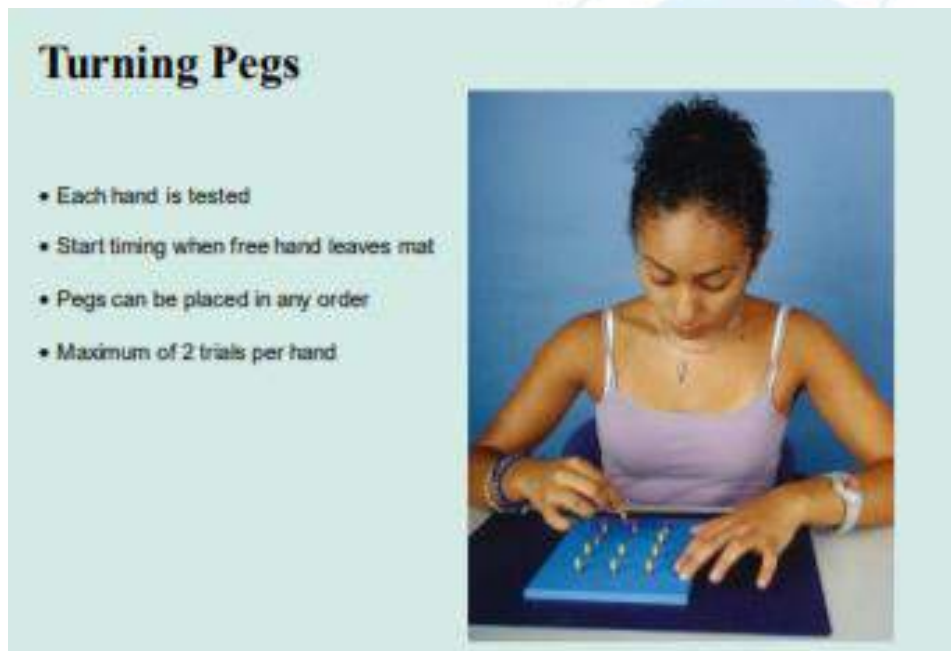 Turning Pegs
• Each hand is tested
• Start timing when free hand leaves mat
• Pegs can be placed in any order
• Maximum of 2 trials per hand